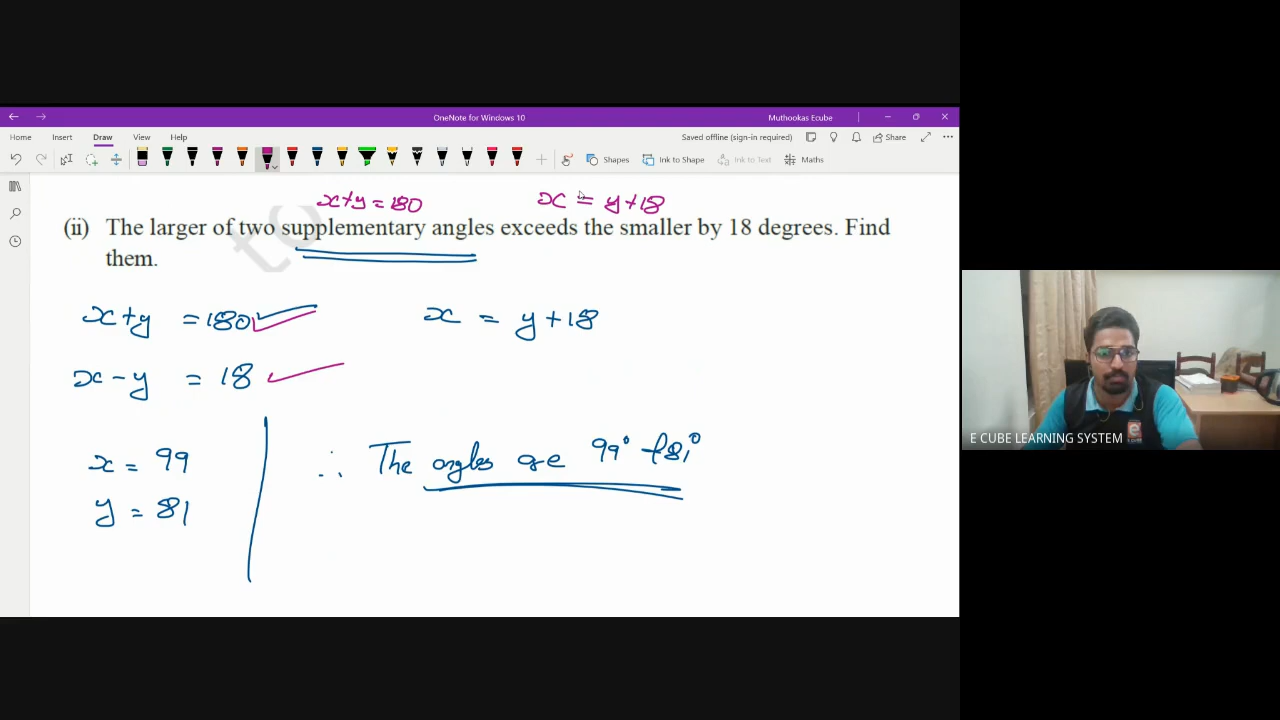 OneNote for Windows 10
Muthookas Ecube
Home Insert Draw View Help
Saved offline (sign-in required)
Share
Shapes
Ink to Shape
Ink to Text
Maths
x+y = 180
x = y+18
(ii) The larger of two supplementary angles exceeds the smaller by 18 degrees. Find
them.
to
x+y = 180
x = y+18
x-y = 18
x = 99
y = 81
∴ The angles are 99° & 81°
E CUBE LEARNING SYSTEM